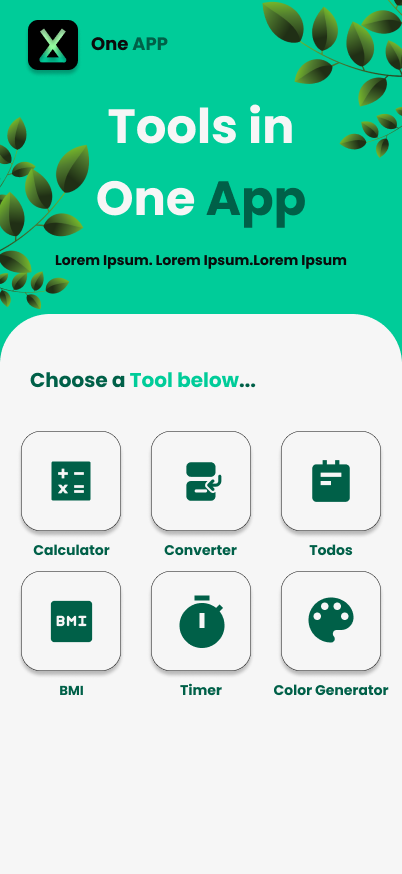 One APP
Tools in
One App
Lorem Ipsum. Lorem Ipsum.Lorem Ipsum
Choose a Tool below...
Calculator
Converter
Todos
BMI
BMI
Timer
Color Generator